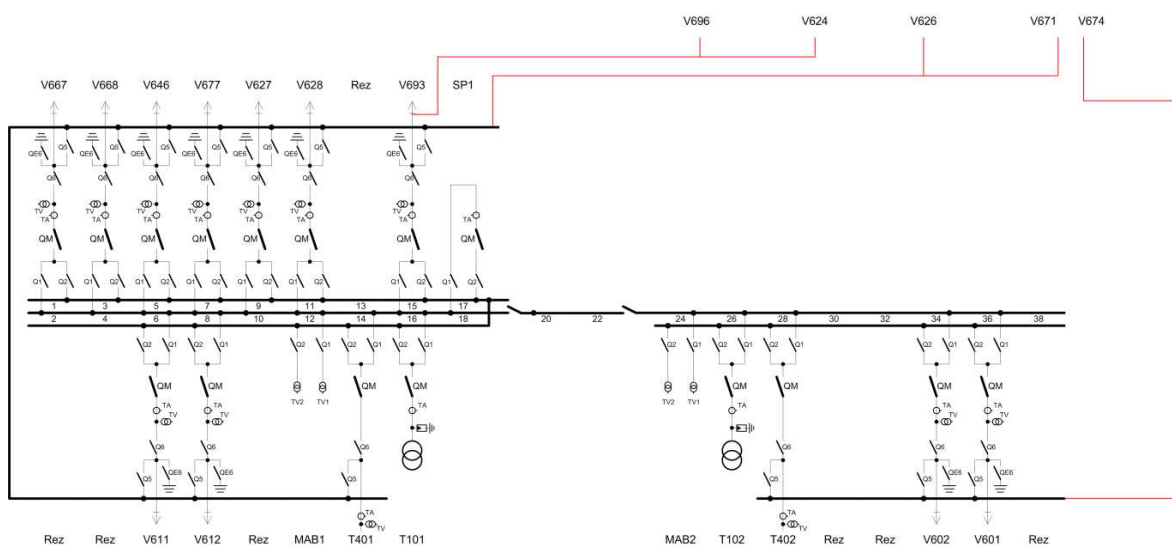 V696 V624 V626 V671 V674
V667 V668 V646 V677 V627 V628 Rez V693 SP1
Q5 Q5 Q5 Q5 Q5 Q5 Q5
QE6 QE6 QE6 QE6 QE6 QE6 QE6
Q6 Q6 Q6 Q6 Q6 Q6 Q6
TV TV TV TV TV TV TV
TA TA TA TA TA TA TA TA
QM QM QM QM QM QM QM QM
Q1 Q2 Q1 Q2 Q1 Q2 Q1 Q2 Q1 Q2 Q1 Q2 Q1 Q2 Q1 Q2
1 3 5 7 9 11 13 15 17
2 4 6 8 10 12 14 16 18 20 22 24 26 28 30 32 34 36 38
Q2 Q1 Q2 Q1 Q2 Q1 Q2 Q1 Q2 Q1 Q2 Q1 Q2 Q1 Q2 Q1 Q2 Q1 Q2 Q1
QM QM QM QM QM QM QM QM
TV2 TV1 TV2 TV1
TA TA TA TA TA TA
TV TV TV TV
Q6 Q6 Q6 Q6 Q6 Q6
Q5 QE6 Q5 QE6 Q5 Q5 Q5 QE6 Q5 QE6
TA TA
TV TV
Rez Rez V611 V612 Rez MAB1 T401 T101 MAB2 T102 T402 Rez Rez V602 V601 Rez